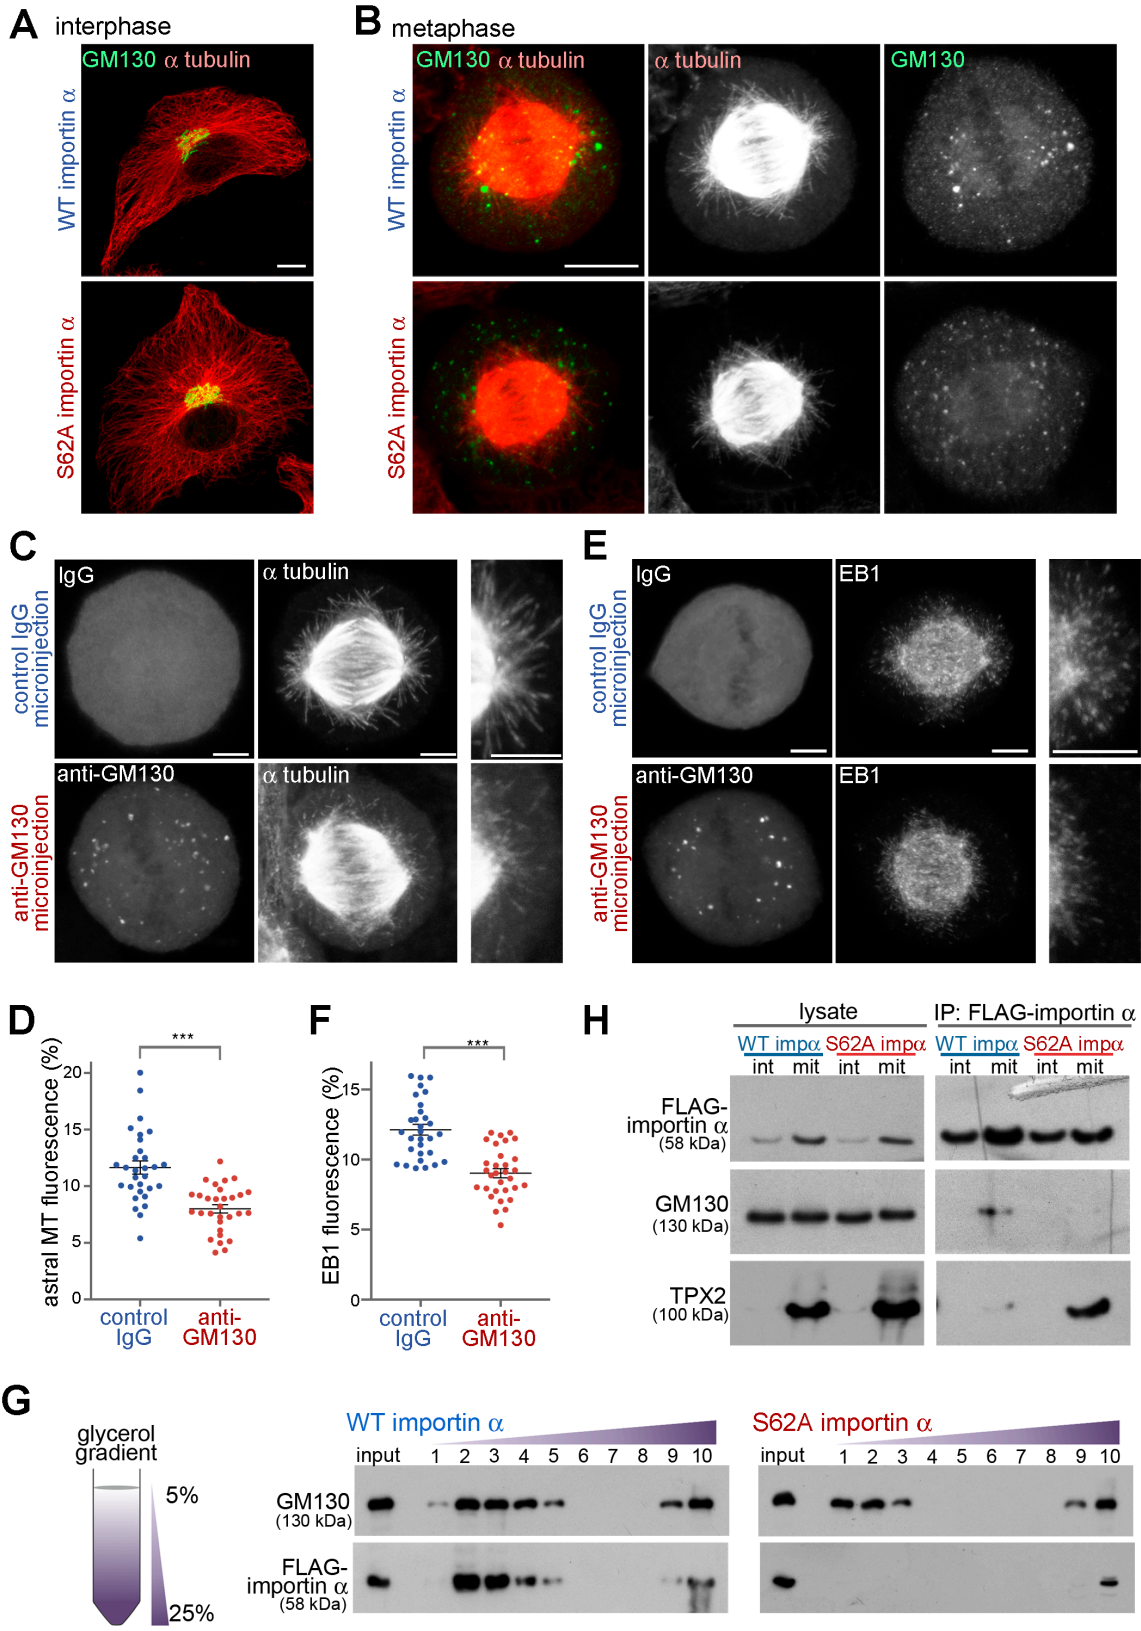 A interphase
GM130 α tubulin
WT importin α
S62A importin α
B metaphase
GM130 α tubulin
α tubulin
GM130
WT importin α
S62A importin α
C
IgG
α tubulin
control IgG
microinjection
anti-GM130
α tubulin
anti-GM130
microinjection
E
IgG
EB1
control IgG
microinjection
anti-GM130
EB1
anti-GM130
microinjection
D
***
astral MT fluorescence (%)
20
15
10
5
0
control
IgG
anti-
GM130
F
***
EB1 fluorescence (%)
15
10
5
0
control
IgG
anti-
GM130
H
lysate
IP: FLAG-importin α
WT impα S62A impα
WT impα S62A impα
int mit int mit
int mit int mit
FLAG-
importin α
(58 kDa)
GM130
(130 kDa)
TPX2
(100 kDa)
G
glycerol
gradient
5%
25%
WT importin α
input 1 2 3 4 5 6 7 8 9 10
S62A importin α
input 1 2 3 4 5 6 7 8 9 10
GM130
(130 kDa)
FLAG-
importin α
(58 kDa)